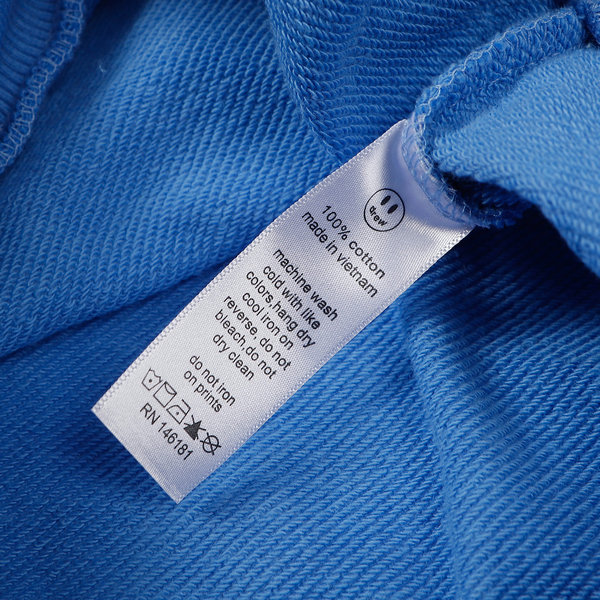 drew
100% cotton
made in vietnam
machine wash
cold with like
colors,hang dry
cool iron on
reverse, do not
bleach,do not
dry clean
do not Iron
on prints
RN 146181